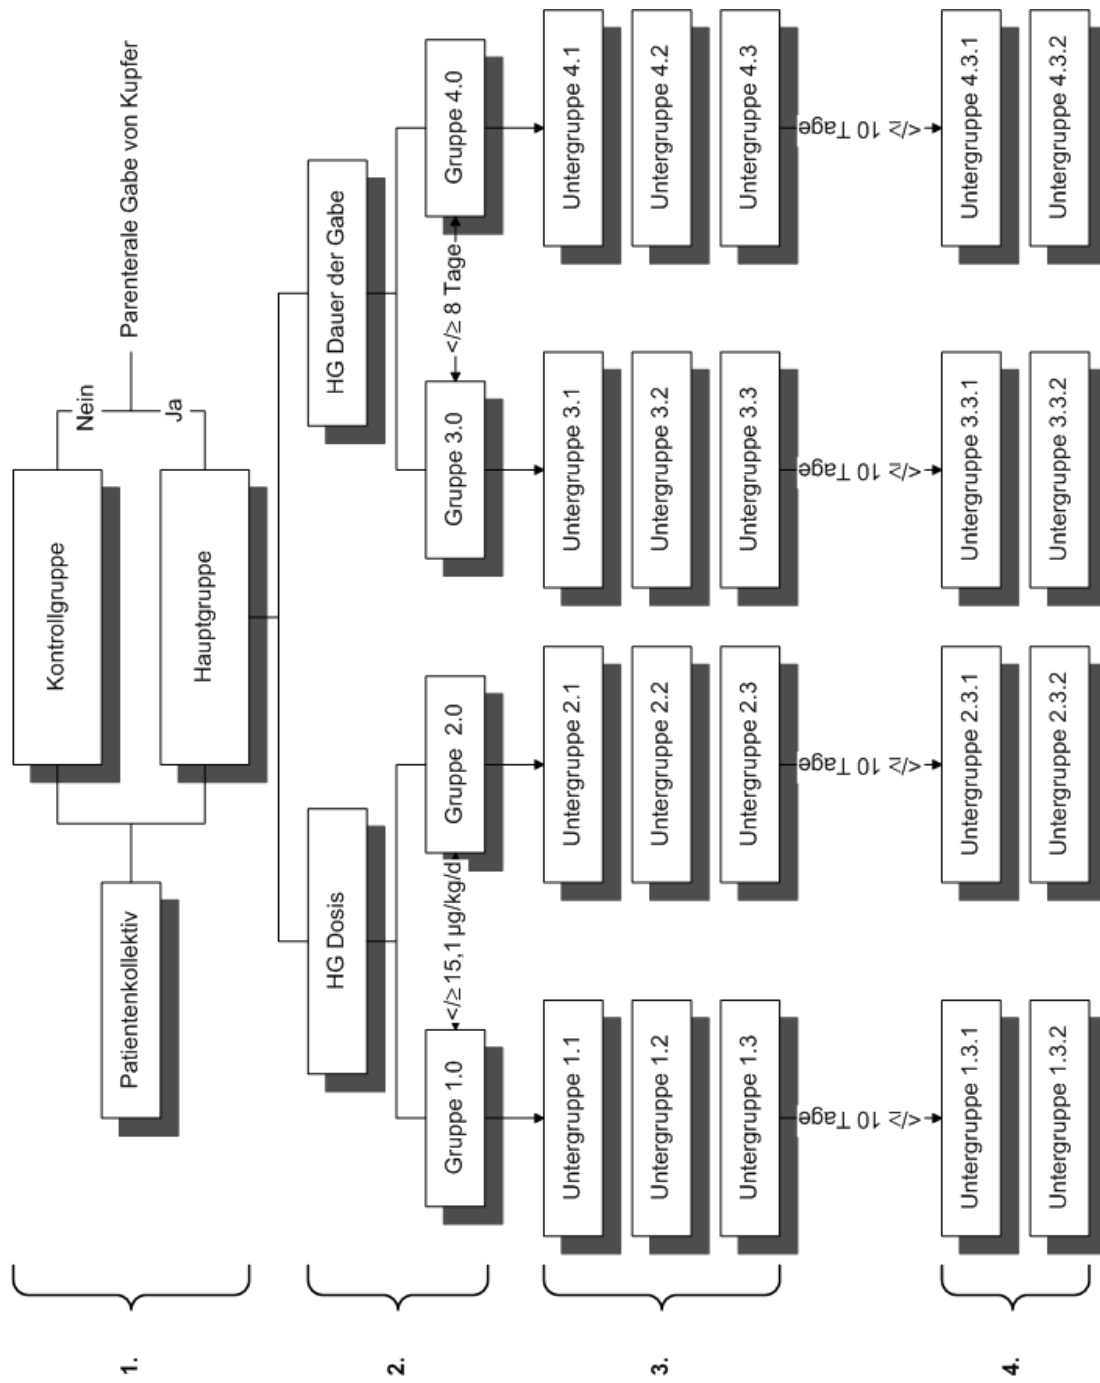 1.
Patientenkollektiv
Kontrollgruppe
Hauptgruppe
Nein
Ja
Parenterale Gabe von Kupfer
2.
HG Dosis
HG Dauer der Gabe
Gruppe 1.0
</≥ 15,1 µg/kg/d
Gruppe 2.0
Gruppe 3.0
</≥ 8 Tage
Gruppe 4.0
3.
Untergruppe 1.1
Untergruppe 2.1
Untergruppe 3.1
Untergruppe 4.1
Untergruppe 1.2
Untergruppe 2.2
Untergruppe 3.2
Untergruppe 4.2
Untergruppe 1.3
Untergruppe 2.3
Untergruppe 3.3
Untergruppe 4.3
</≥ 10 Tage
</≥ 10 Tage
</≥ 10 Tage
</≥ 10 Tage
4.
Untergruppe 1.3.1
Untergruppe 2.3.1
Untergruppe 3.3.1
Untergruppe 4.3.1
Untergruppe 1.3.2
Untergruppe 2.3.2
Untergruppe 3.3.2
Untergruppe 4.3.2